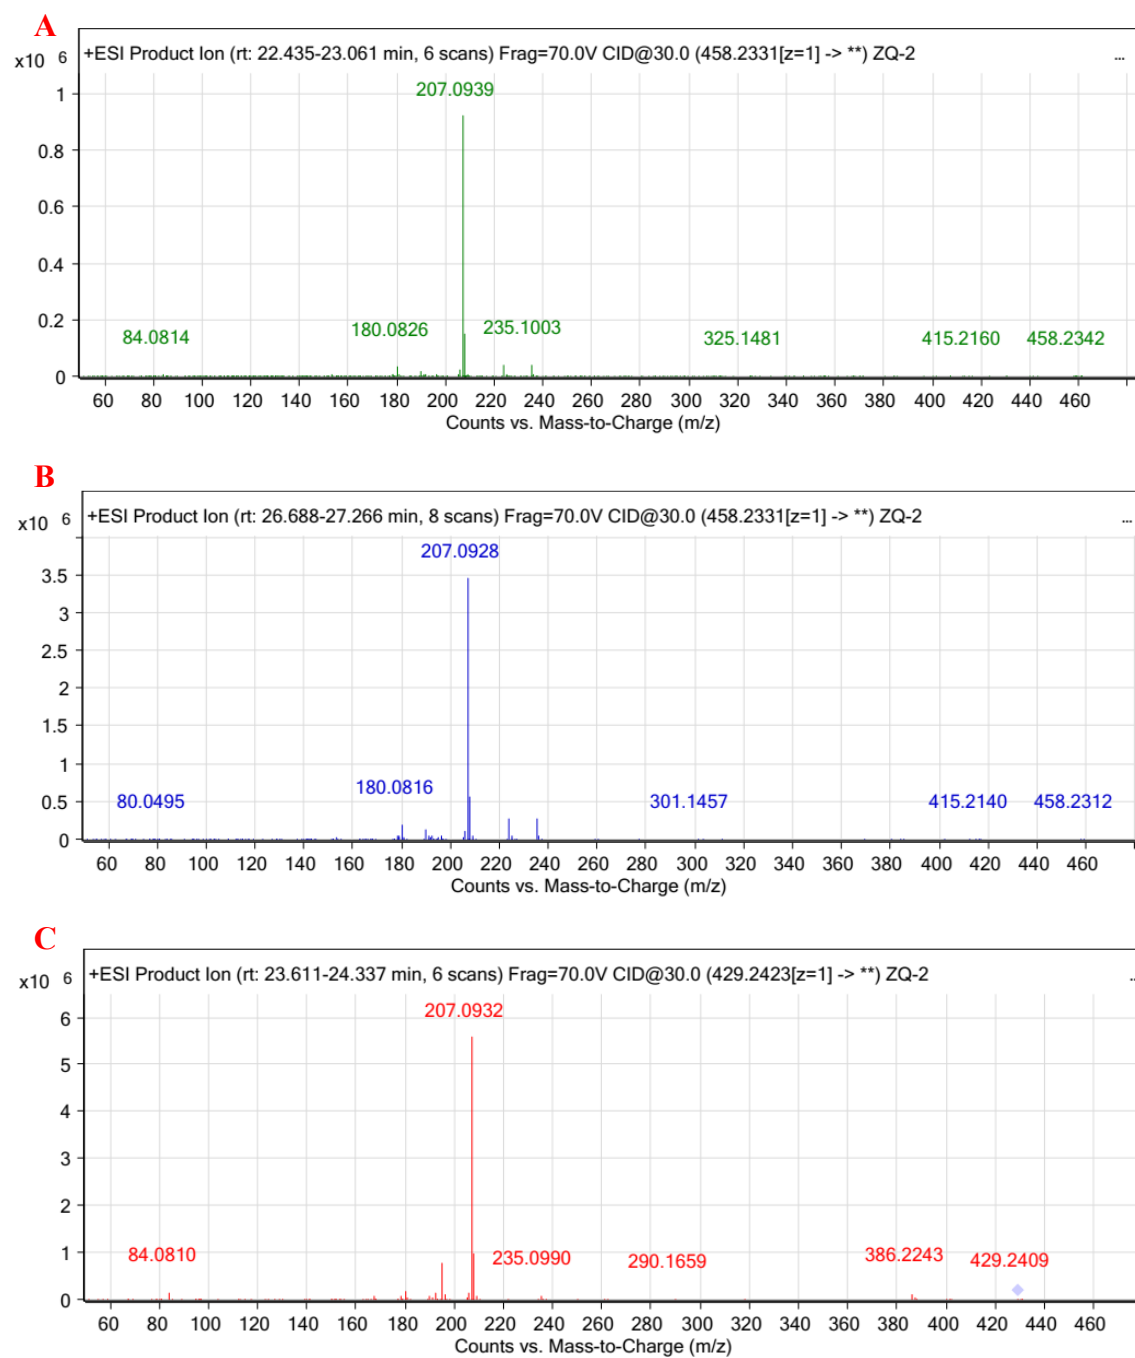 A
x10 6
+ESI Product Ion (rt: 22.435-23.061 min, 6 scans) Frag=70.0V CID@30.0 (458.2331[z=1] -> **) ZQ-2 ...
207.0939
1
0.8
0.6
0.4
0.2
0
84.0814 180.0826 235.1003 325.1481 415.2160 458.2342
60 80 100 120 140 160 180 200 220 240 260 280 300 320 340 360 380 400 420 440 460
Counts vs. Mass-to-Charge (m/z)
B
x10 6
+ESI Product Ion (rt: 26.688-27.266 min, 8 scans) Frag=70.0V CID@30.0 (458.2331[z=1] -> **) ZQ-2 ...
207.0928
3.5
3
2.5
2
1.5
1
0.5
0
80.0495 180.0816 301.1457 415.2140 458.2312
60 80 100 120 140 160 180 200 220 240 260 280 300 320 340 360 380 400 420 440 460
Counts vs. Mass-to-Charge (m/z)
C
x10 6
+ESI Product Ion (rt: 23.611-24.337 min, 6 scans) Frag=70.0V CID@30.0 (429.2423[z=1] -> **) ZQ-2 ..
207.0932
6
5
4
3
2
1
0
84.0810 235.0990 290.1659 386.2243 429.2409
60 80 100 120 140 160 180 200 220 240 260 280 300 320 340 360 380 400 420 440 460
Counts vs. Mass-to-Charge (m/z)